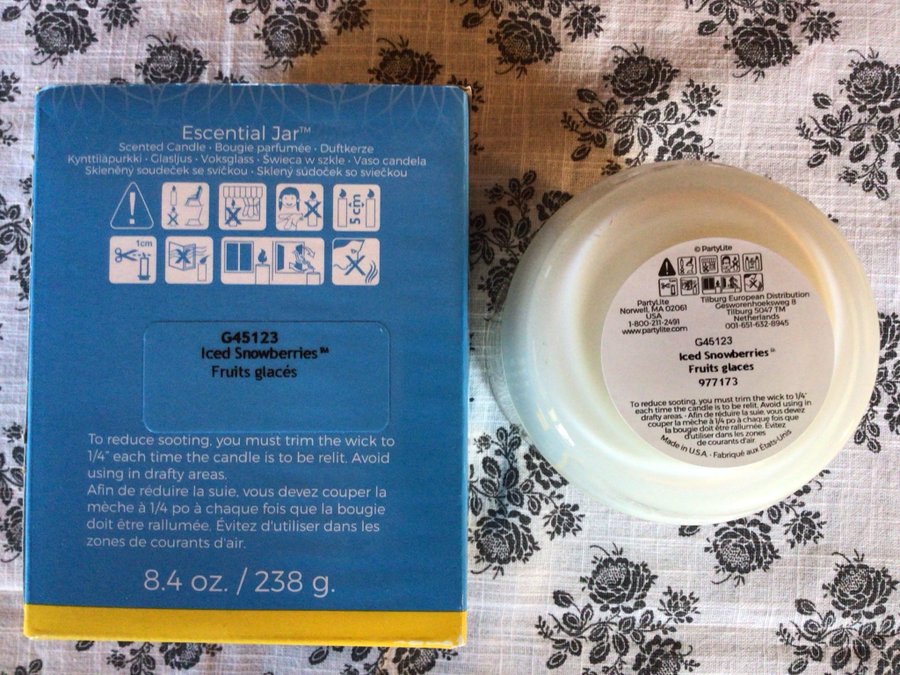 Escential Jar™
Scented Candle • Bougie parfumée • Duftkerze
Kynttiläpurkki • Glasljus • Voksglass • Świeca w szkle • Vaso candela
Skleněný soudeček se svíčkou • Sklený súdoček so sviečkou
5 cm
1cm
G45123
Iced Snowberries™
Fruits glacés
To reduce sooting, you must trim the wick to
1/4" each time the candle is to be relit. Avoid
using in drafty areas.
Afin de réduire la suie, vous devez couper la
mèche à 1/4 po à chaque fois que la bougie
doit être rallumée. Évitez d'utiliser dans les
zones de courants d'air.
8.4 oz. / 238 g.
© PartyLite
PartyLite
Norwell, MA 02061
USA
1-800-211-2491
www.partylite.com
Tilburg European Distribution
Gesworenhoeksweg 8
Tilburg 5047 TM
Netherlands
001-651-632-8945
G45123
Iced Snowberries™
Fruits glacés
977173
To reduce sooting, you must trim the wick to 1/4"
each time the candle is to be relit. Avoid using in
drafty areas. • Afin de réduire la suie, vous devez
couper la mèche à 1/4 po à chaque fois que
la bougie doit être rallumée. Évitez
d'utiliser dans les zones
de courants d'air.
Made in U.S.A. • Fabriqué aux États-Unis